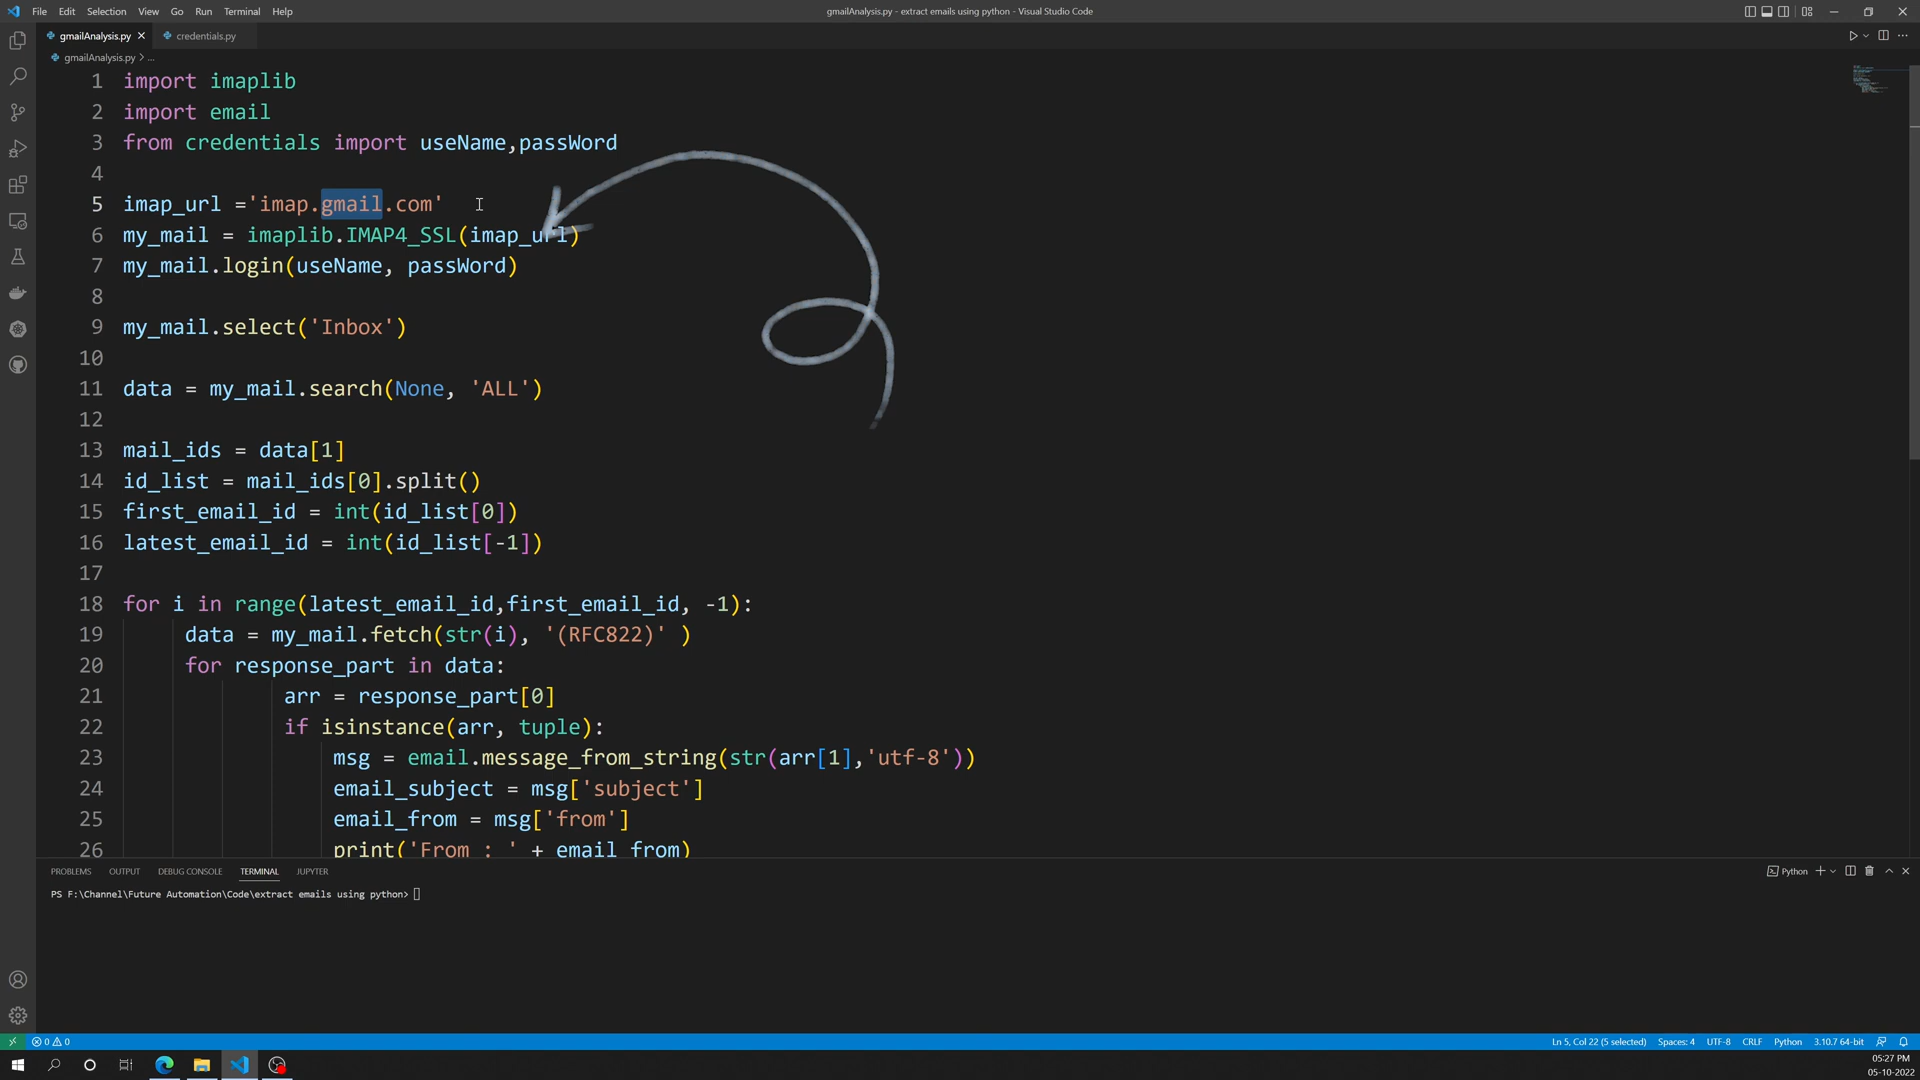 File Edit Selection View Go Run Terminal Help
gmailAnalysis.py - extract emails using python - Visual Studio Code
gmailAnalysis.py credentials.py
gmailAnalysis.py > ...
1 import imaplib
2 import email
3 from credentials import useName,passWord
4
5 imap_url ='imap.gmail.com'
6 my_mail = imaplib.IMAP4_SSL(imap_url)
7 my_mail.login(useName, passWord)
8
9 my_mail.select('Inbox')
10
11 data = my_mail.search(None, 'ALL')
12
13 mail_ids = data[1]
14 id_list = mail_ids[0].split()
15 first_email_id = int(id_list[0])
16 latest_email_id = int(id_list[-1])
17
18 for i in range(latest_email_id,first_email_id, -1):
19 data = my_mail.fetch(str(i), '(RFC822)' )
20 for response_part in data:
21 arr = response_part[0]
22 if isinstance(arr, tuple):
23 msg = email.message_from_string(str(arr[1],'utf-8'))
24 email_subject = msg['subject']
25 email_from = msg['from']
26 print('From : ' + email_from)
PROBLEMS OUTPUT DEBUG CONSOLE TERMINAL JUPYTER
Python
PS F:\Channel\Future Automation\Code\extract emails using python>
0 0
Ln 5, Col 22 (5 selected) Spaces: 4 UTF-8 CRLF Python 3.10.7 64-bit
05:27 PM
05-10-2022